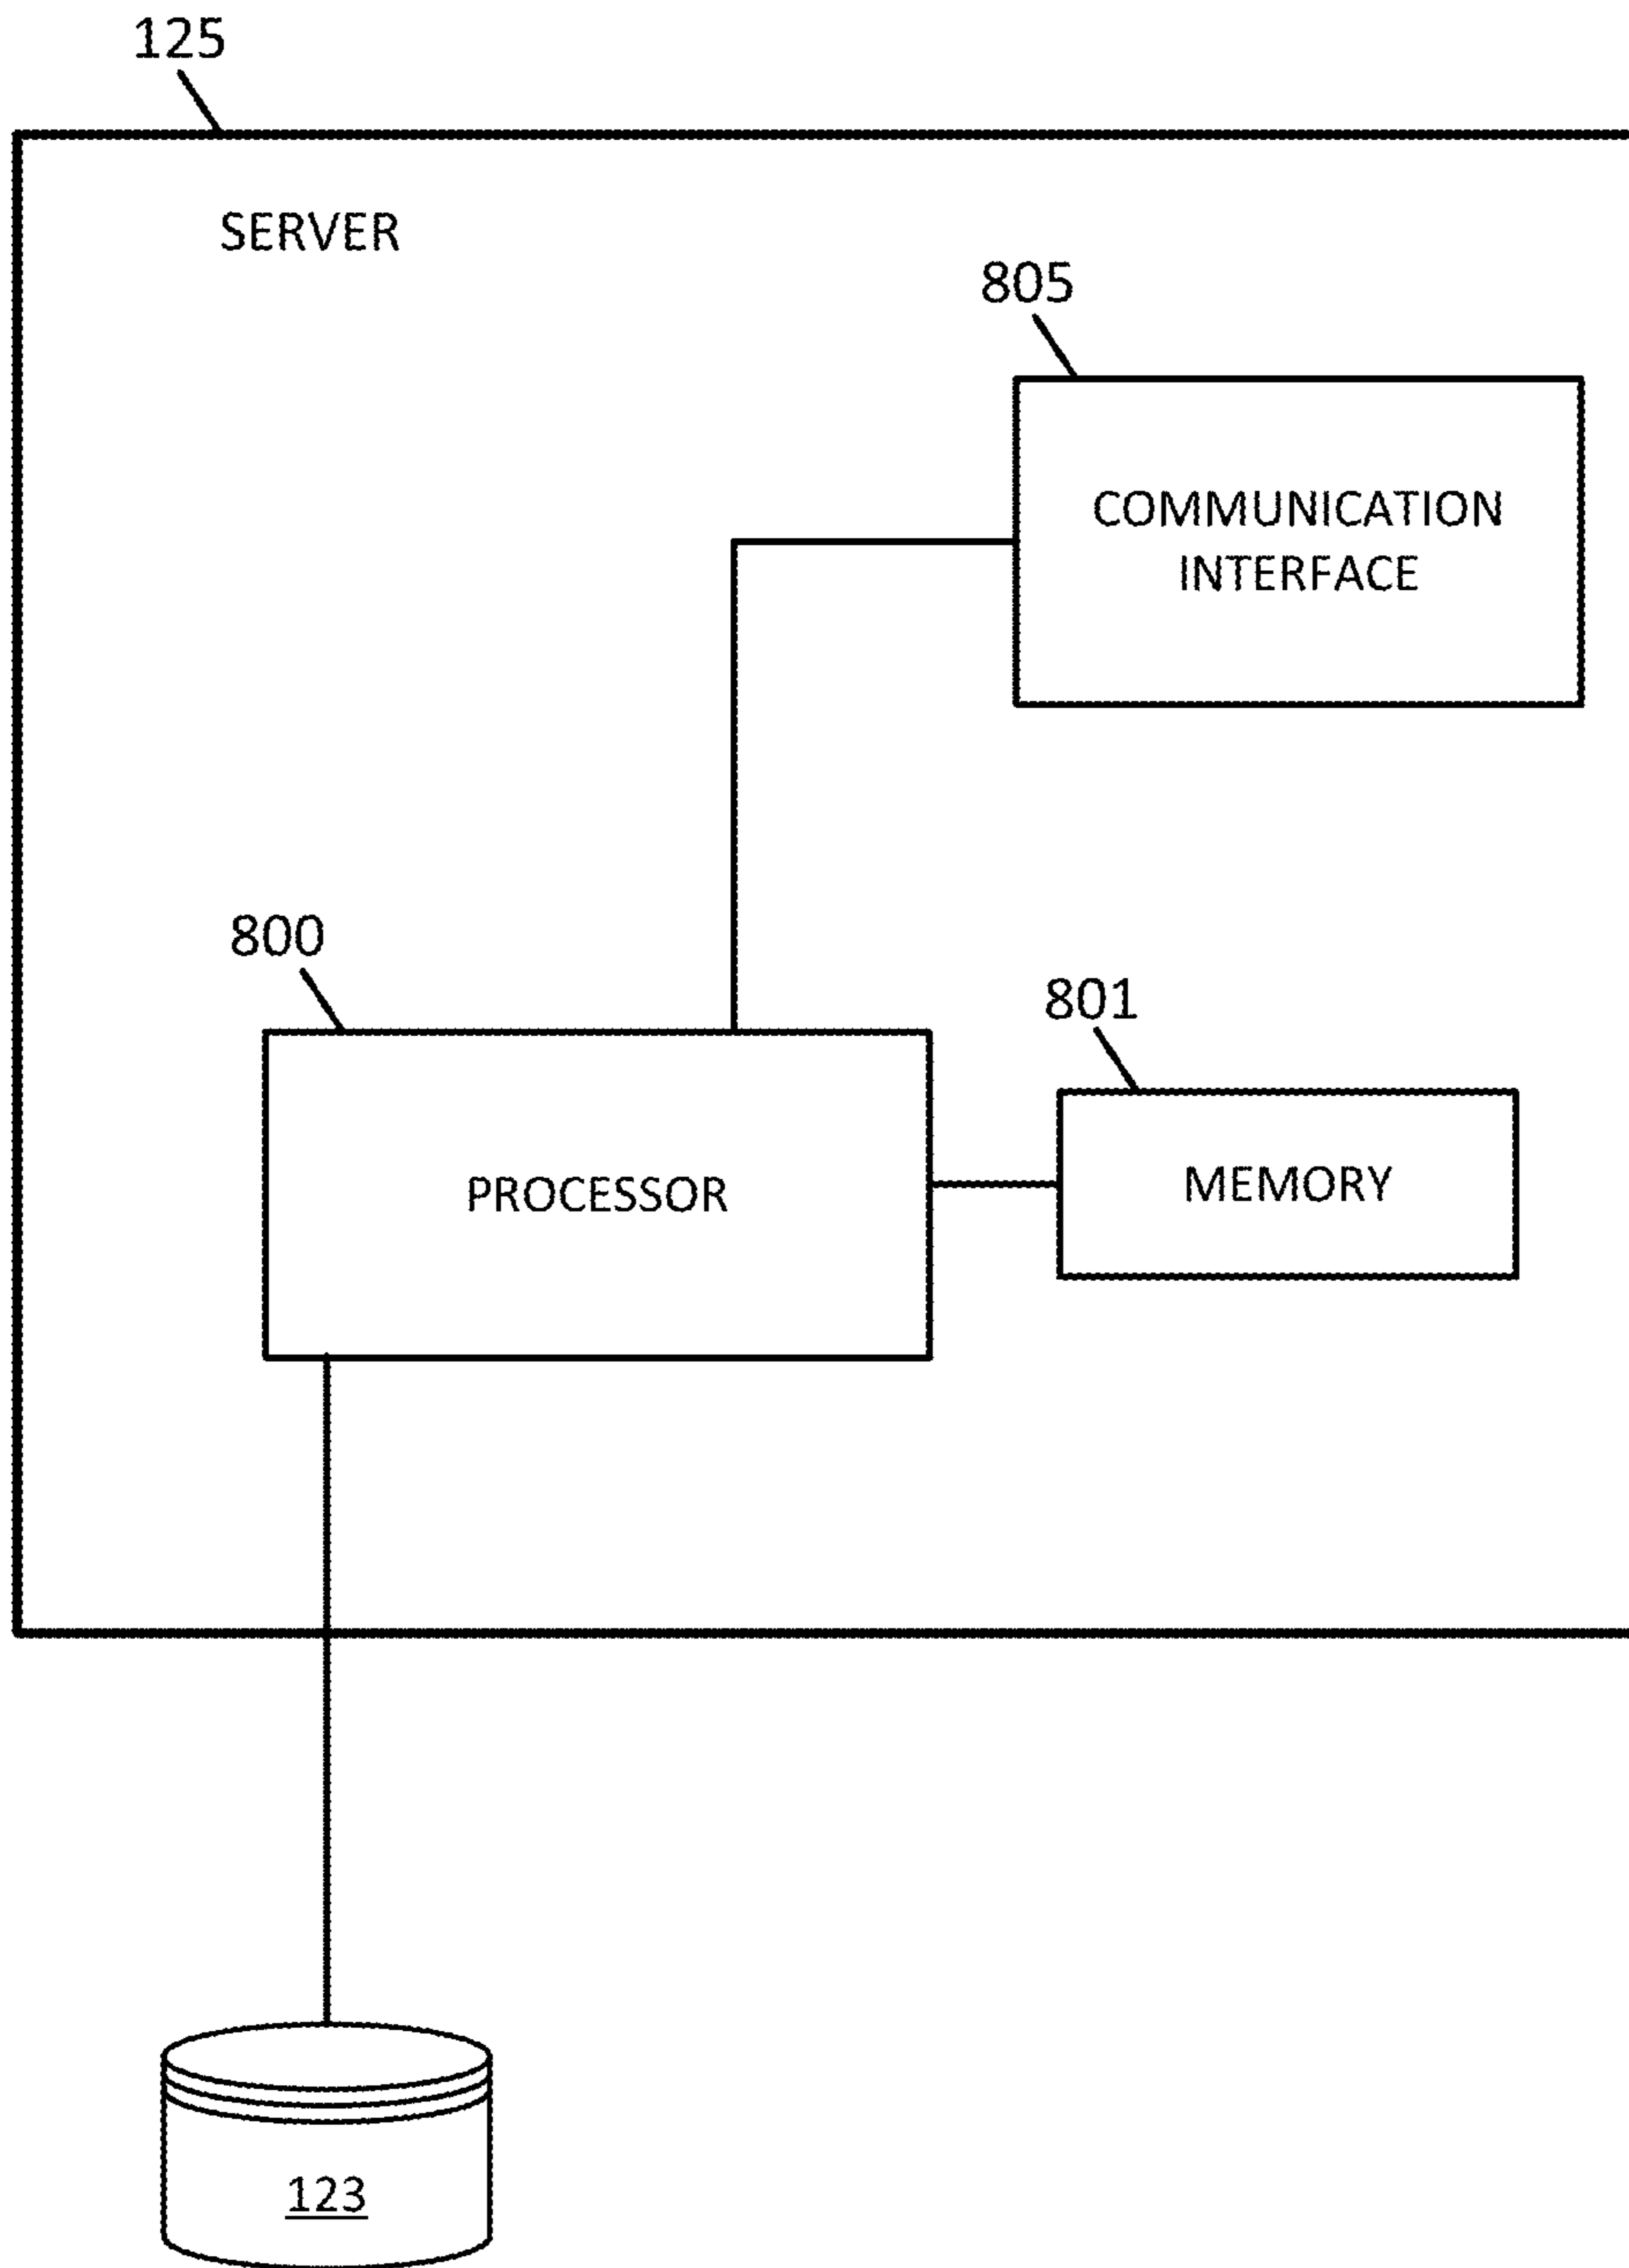 125
SERVER
805
COMMUNICATION
INTERFACE
800
801
PROCESSOR
MEMORY
123